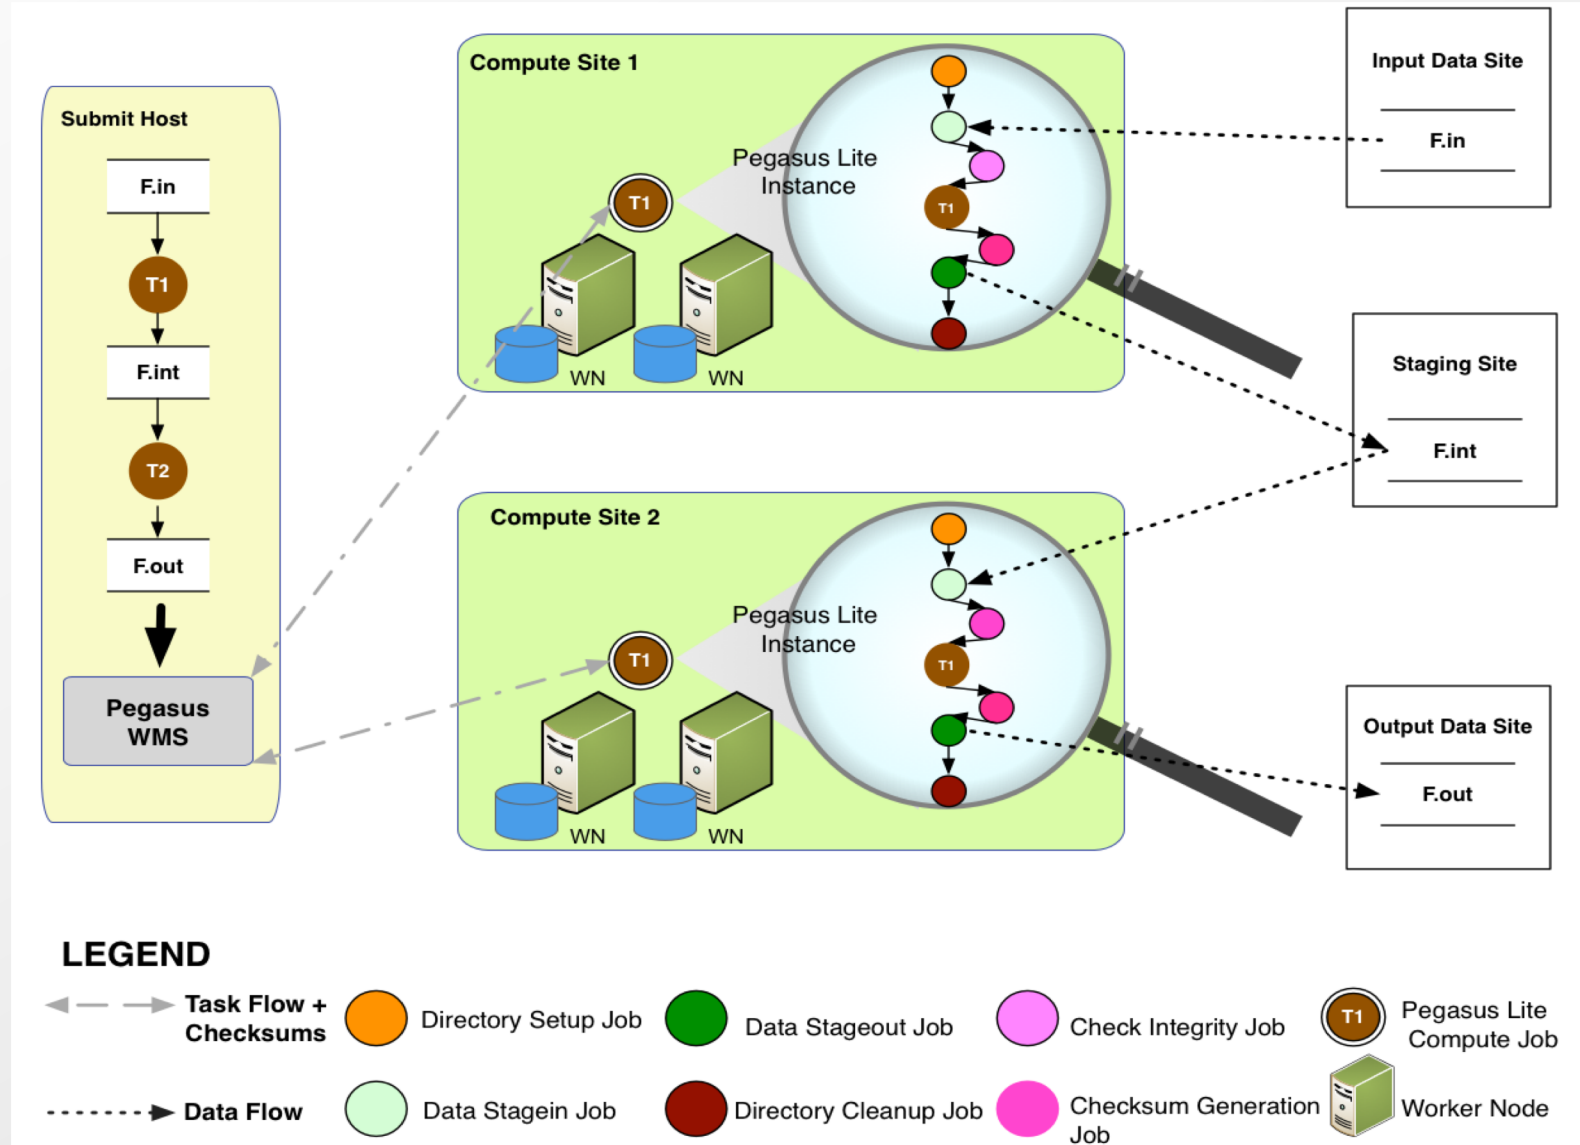 Submit Host
F.in
T1
F.int
T2
F.out
Pegasus
WMS
Compute Site 1
Pegasus Lite
Instance
T1
T1
WN
WN
Compute Site 2
Pegasus Lite
Instance
T1
T1
WN
WN
Input Data Site
F.in
Staging Site
F.int
Output Data Site
F.out
LEGEND
Task Flow +
Checksums
Directory Setup Job
Data Stageout Job
Check Integrity Job
T1
Pegasus Lite
Compute Job
Data Flow
Data Stagein Job
Directory Cleanup Job
Checksum Generation
Job
Worker Node